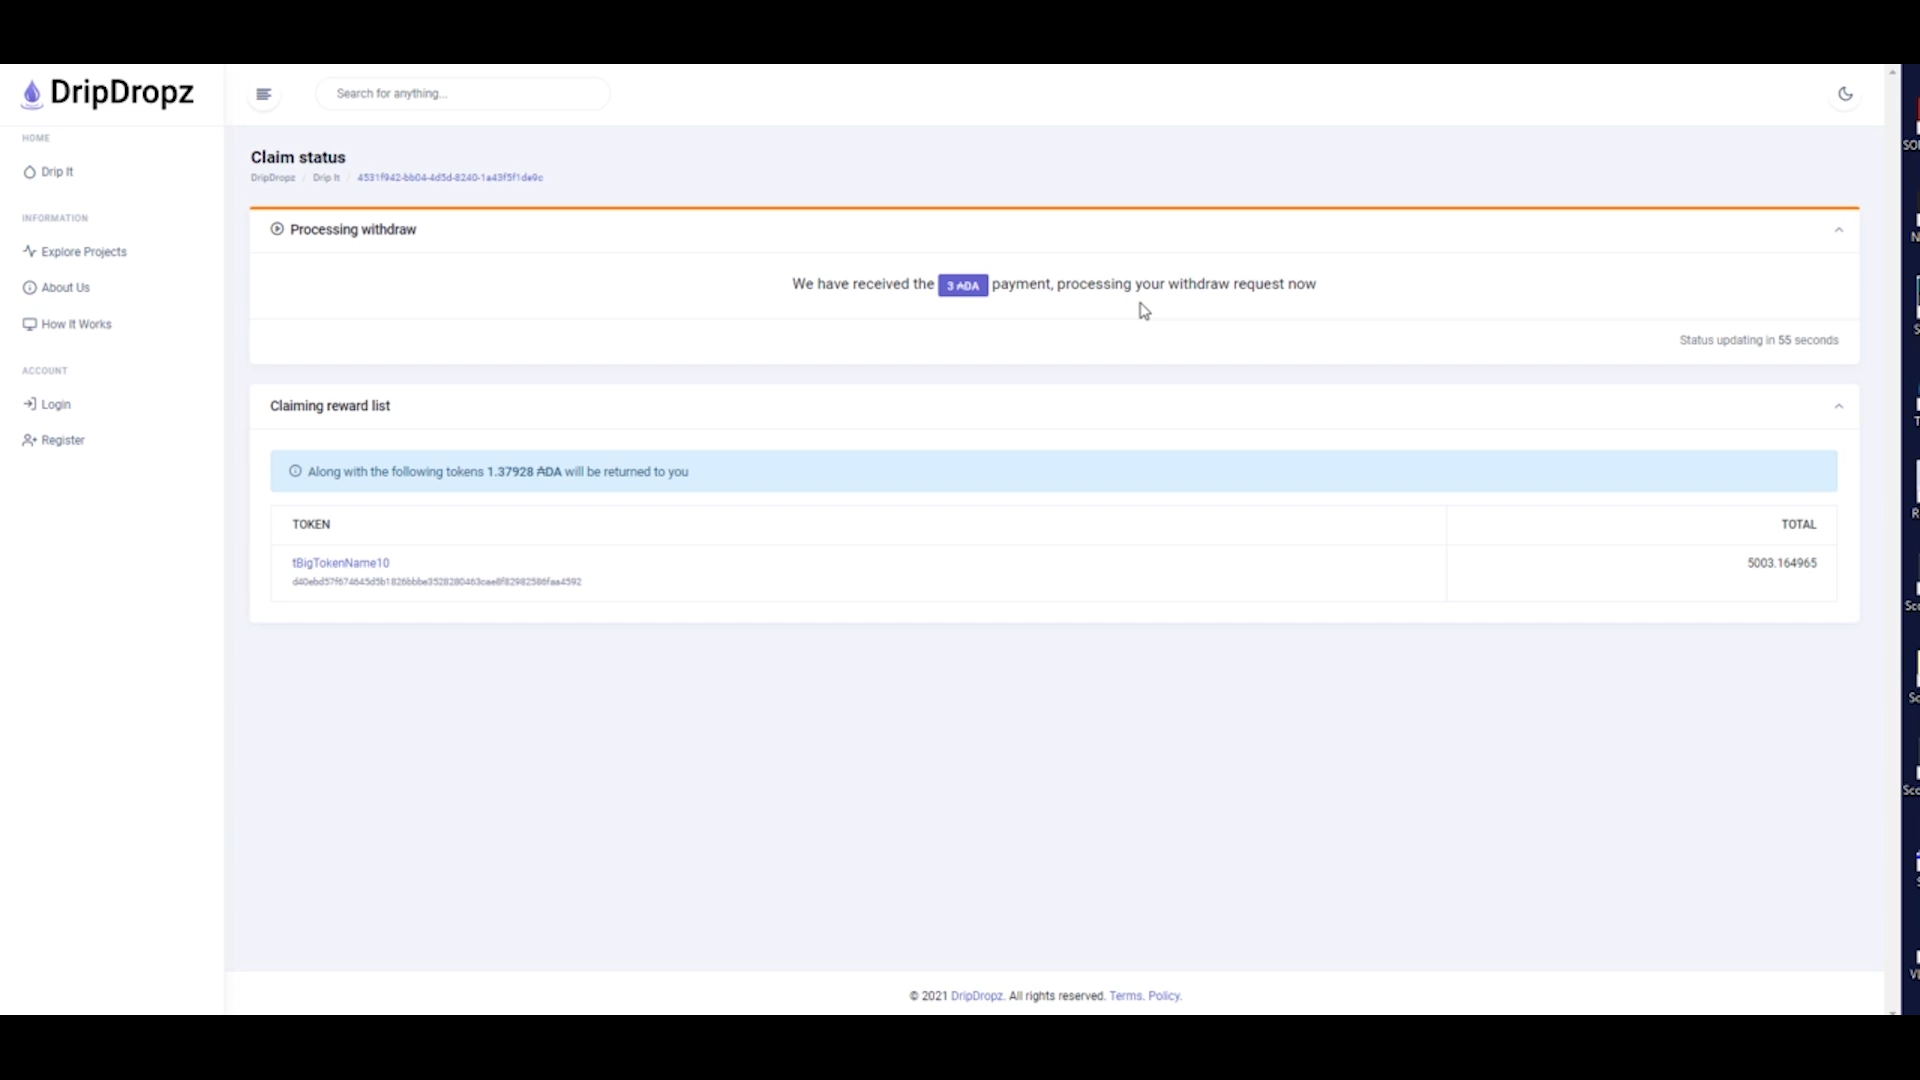 DripDropz
Search for anything...
HOME
Drip It
INFORMATION
Explore Projects
About Us
How It Works
ACCOUNT
Login
Register
Claim status
DripDropz / Drip It / 4531f942-bb04-4d5d-8240-1a43f5f1de9c
Processing withdraw
We have received the 3 ₳DA payment, processing your withdraw request now
Status updating in 55 seconds
Claiming reward list
Along with the following tokens 1.37928 ₳DA will be returned to you
TOKEN TOTAL
tBigTokenName10 5003.164965
d40ebd57f674645d5b1826bbbe3528280463cae8f82982586faa4592
© 2021 DripDropz. All rights reserved. Terms. Policy.